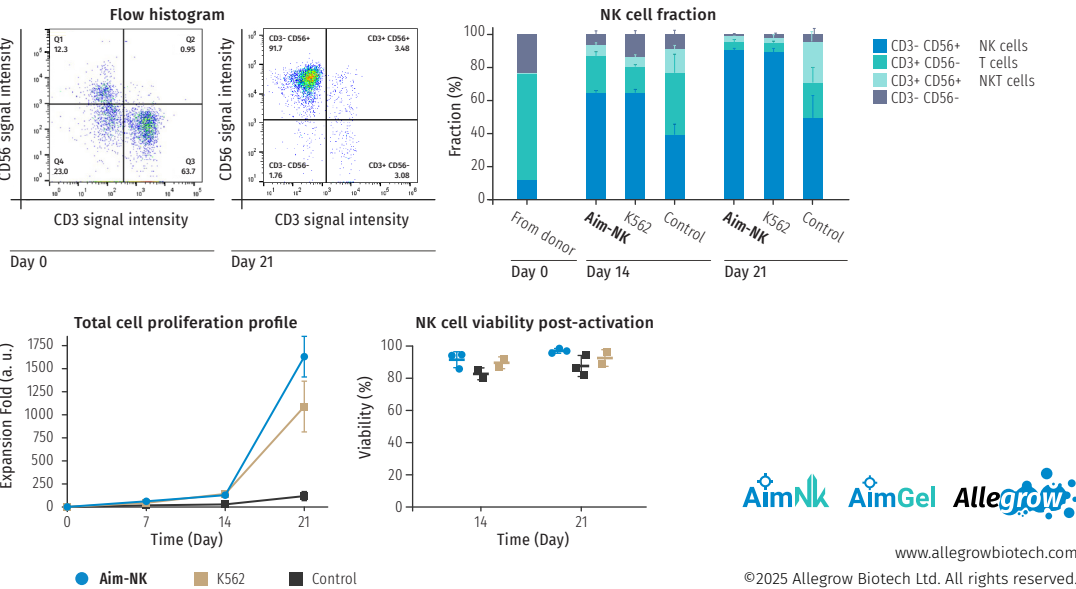 Flow histogram
CD56 signal intensity
Q1
12.3
Q2
0.95
Q4
23.0
Q3
63.7
CD3 signal intensity
Day 0
CD56 signal intensity
CD3- CD56+
91.7
CD3+ CD56+
3.48
CD3- CD56-
1.76
CD3+ CD56-
3.08
CD3 signal intensity
Day 21
NK cell fraction
Fraction (%)
100
80
60
40
20
0
From donor
Aim-NK
K562
Control
Aim-NK
K562
Control
Day 0
Day 14
Day 21
CD3- CD56+ NK cells
CD3+ CD56- T cells
CD3+ CD56+ NKT cells
CD3- CD56-
Total cell proliferation profile
Expansion Fold (a. u.)
1750
1500
1250
1000
750
500
250
0
0 7 14 21
Time (Day)
NK cell viability post-activation
Viability (%)
100
80
60
40
20
0
14 21
Time (Day)
Aim-NK K562 Control
AimNk AimGel Allegrow
www.allegrowbiotech.com
©2025 Allegrow Biotech Ltd. All rights reserved.